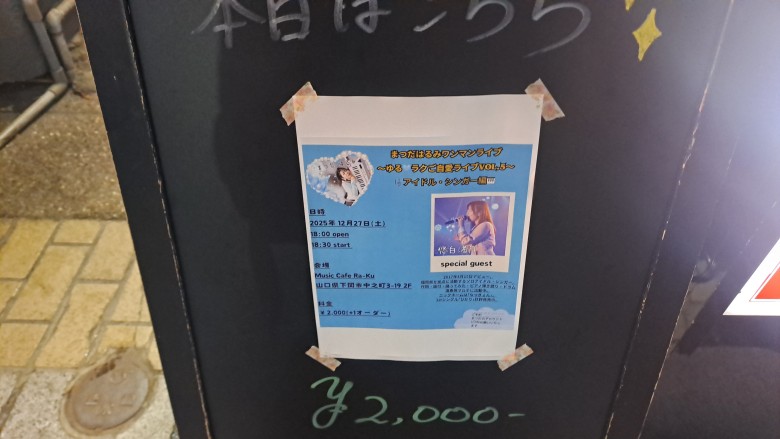 本日はこちら
まつだはるみワンマンライブ
〜ゆる ラクご自愛ライブVOL.5〜
アイドル・シンガー編
日時
2025年 12月27日(土)
18:00 open
18:30 start
会場
Music Cafe Ra-Ku
山口県下関市中之町3-19 2F
料金
¥ 2,000(+1オーダー)
special guest
¥2,000-